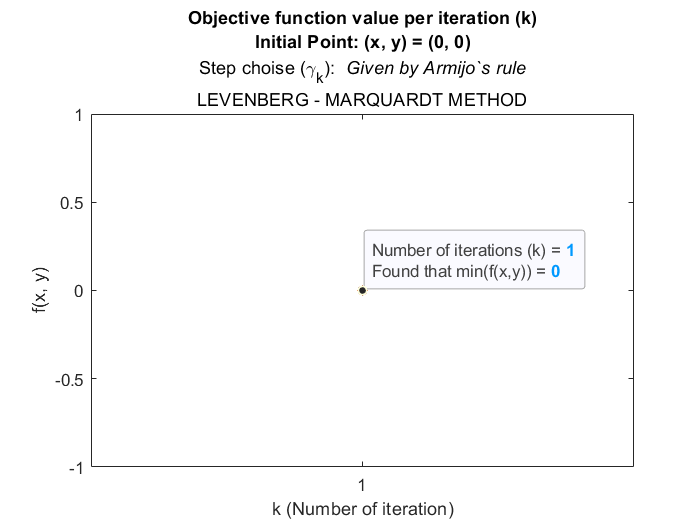 Objective function value per iteration (k)
Initial Point: (x, y) = (0, 0)
Step choise (γk): Given by Armijo`s rule
LEVENBERG - MARQUARDT METHOD
1
0.5
0
-0.5
-1
f(x, y)
Number of iterations (k) = 1
Found that min(f(x,y)) = 0
1
k (Number of iteration)